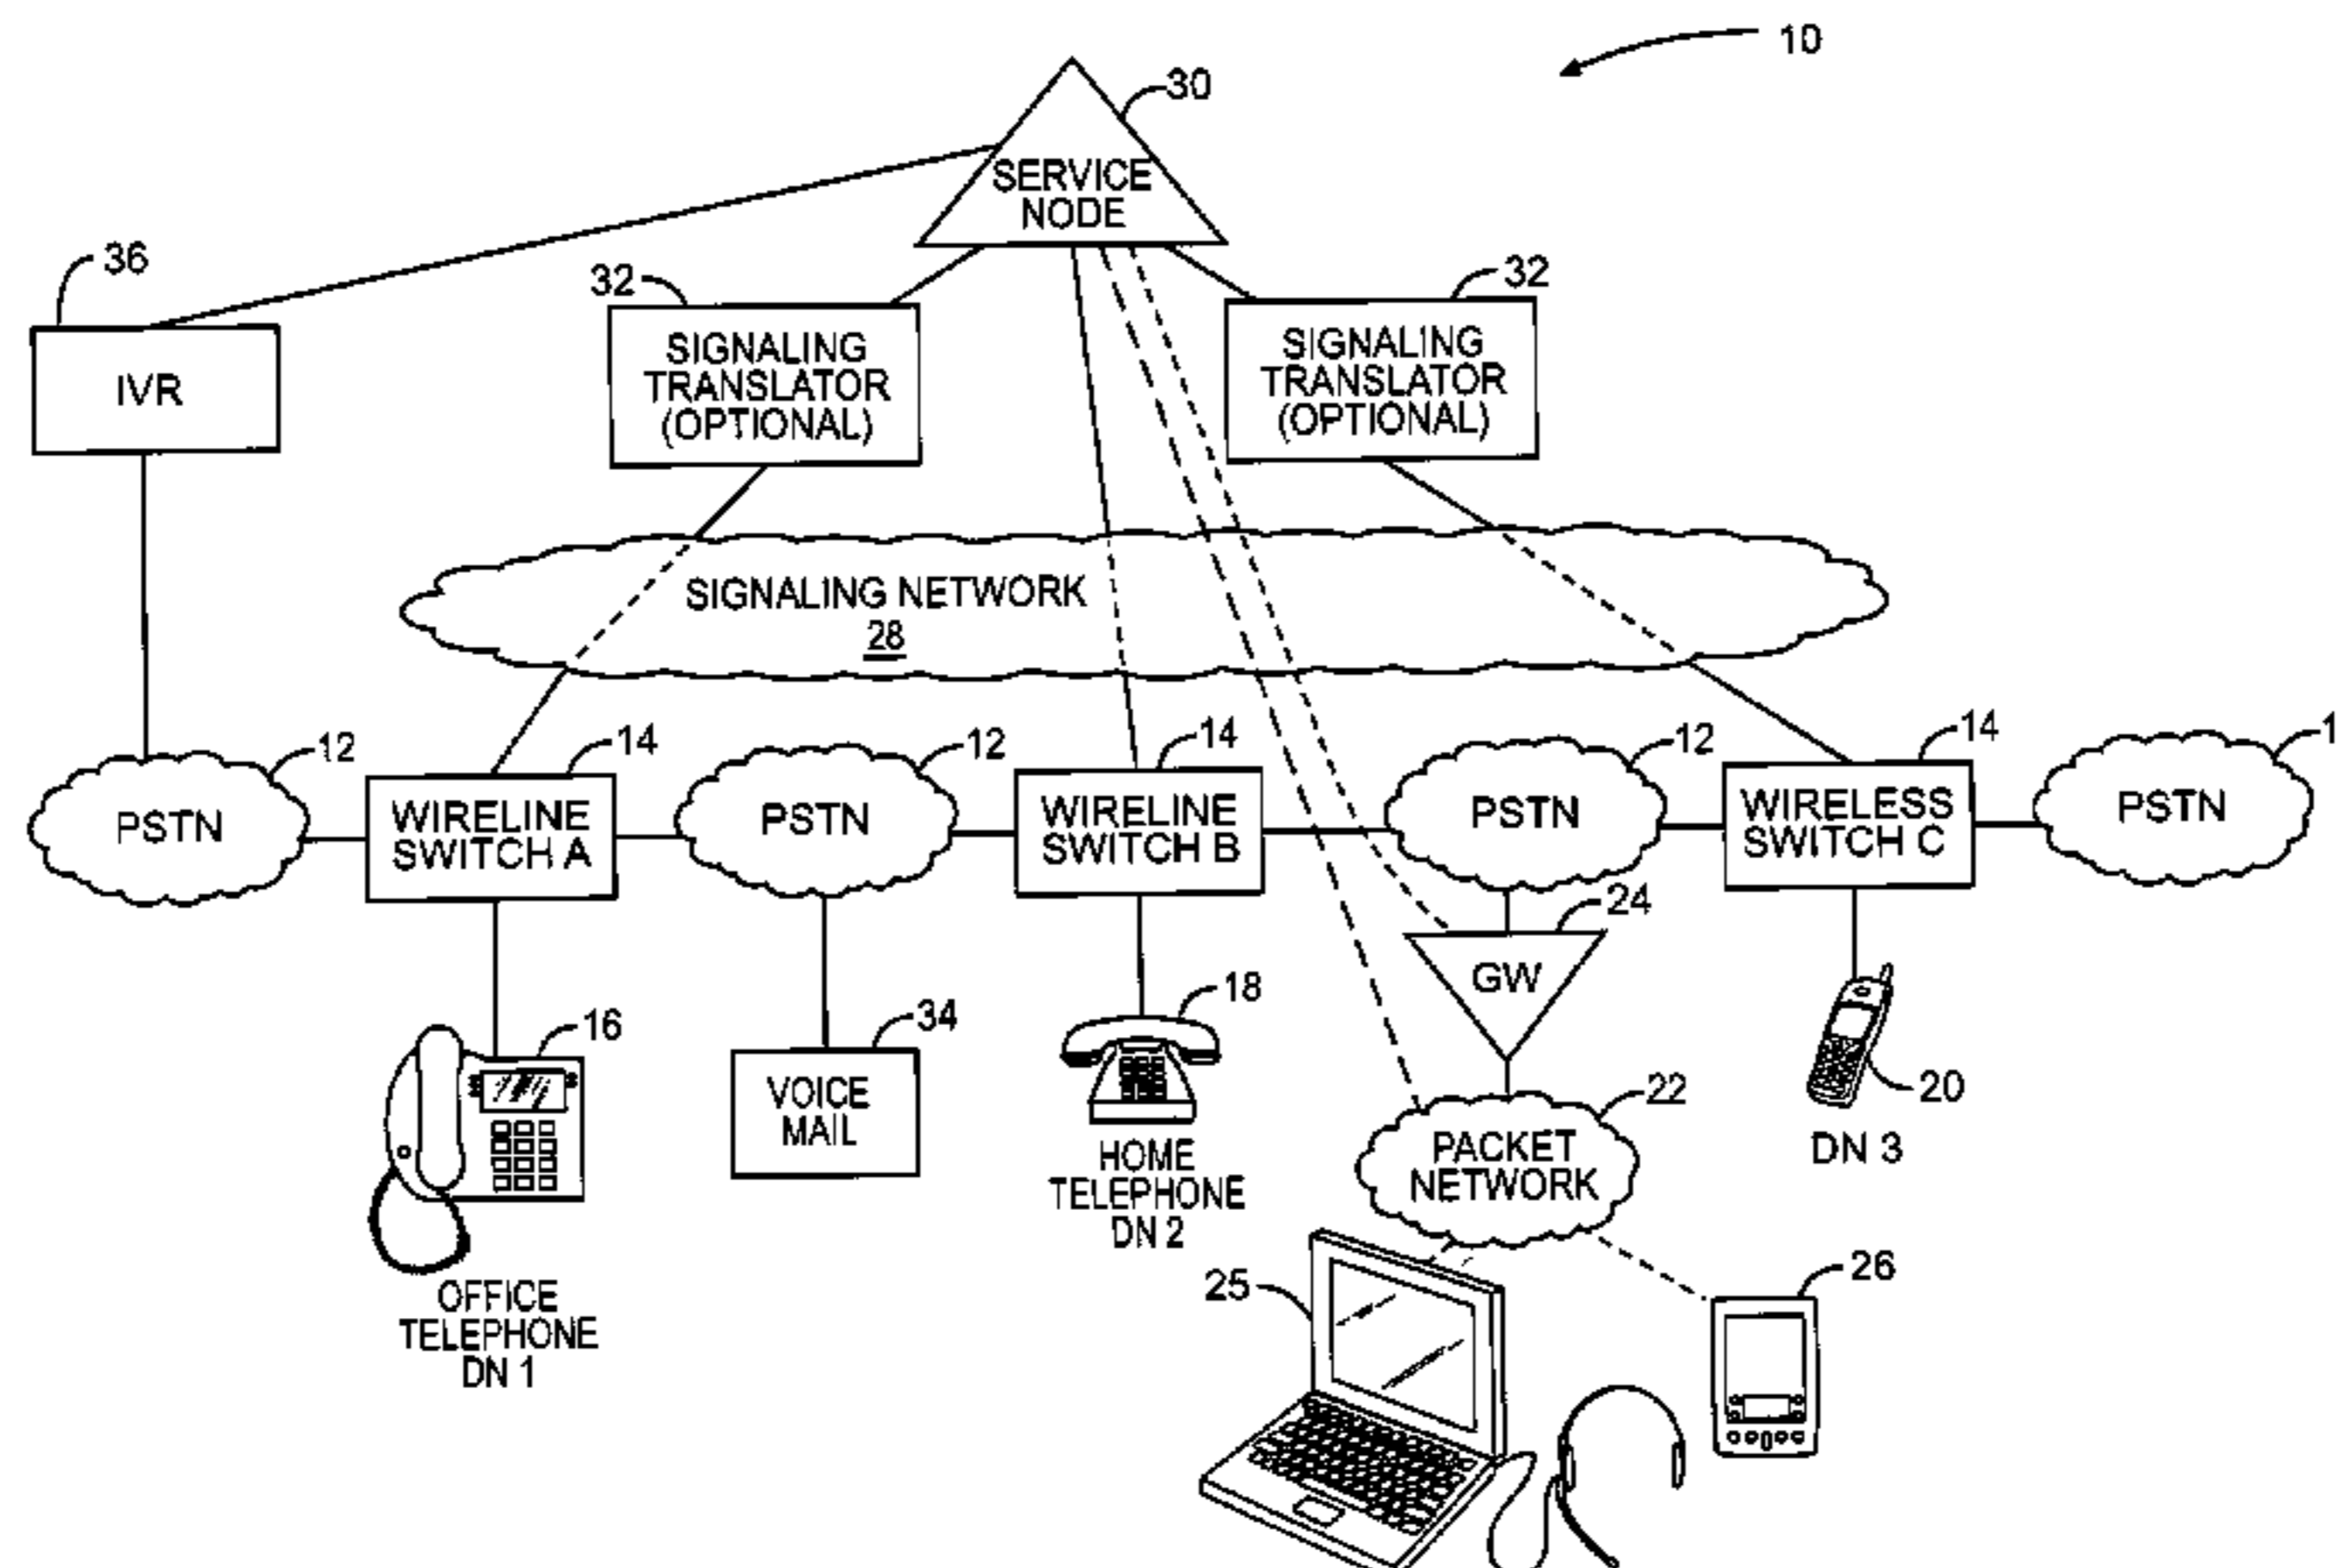 10
30
SERVICE
NODE
36
IVR
32
SIGNALING
TRANSLATOR
(OPTIONAL)
32
SIGNALING
TRANSLATOR
(OPTIONAL)
SIGNALING NETWORK
28
12
PSTN
14
WIRELINE
SWITCH A
12
PSTN
14
WIRELINE
SWITCH B
12
PSTN
14
WIRELESS
SWITCH C
1
PSTN
24
GW
16
OFFICE
TELEPHONE
DN 1
34
VOICE
MAIL
18
HOME
TELEPHONE
DN 2
22
PACKET
NETWORK
20
DN 3
25
26